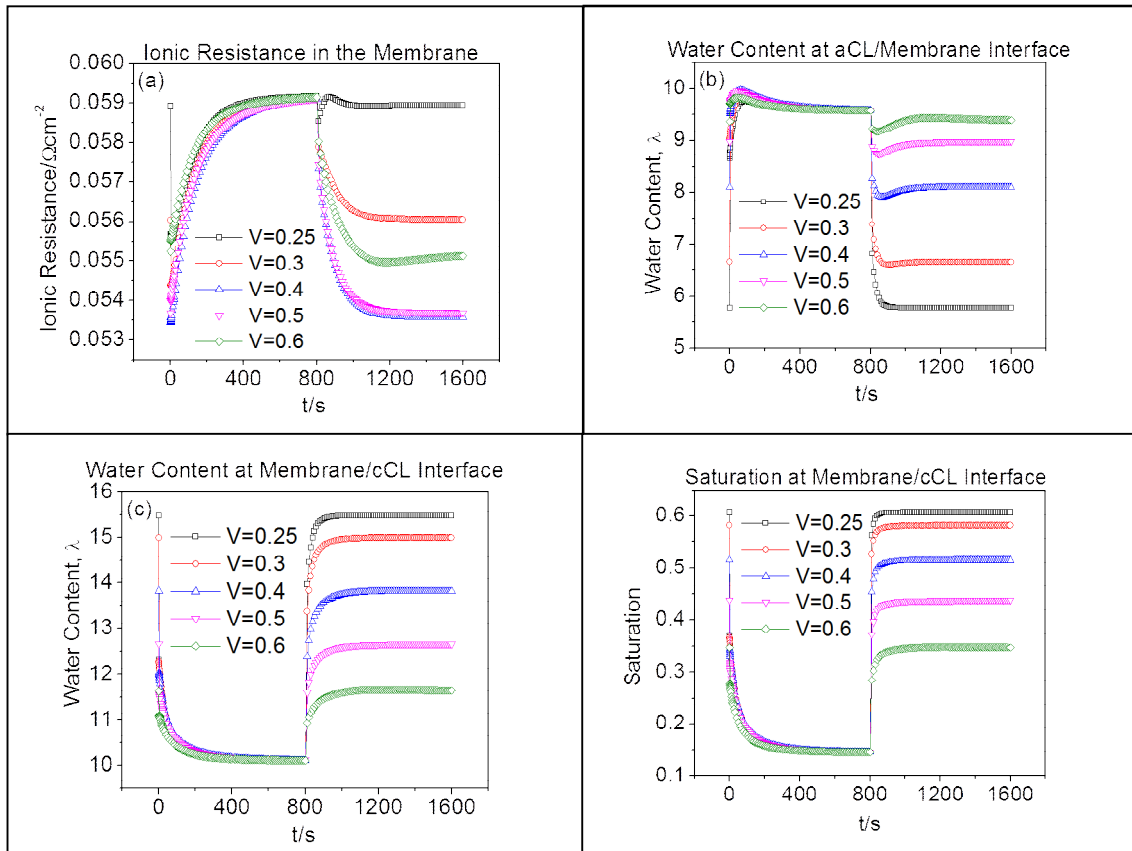 Ionic Resistance in the Membrane
(a)
0.060
0.059
0.058
0.057
0.056
0.055
0.054
0.053
Ionic Resistance/Ωcm⁻²
V=0.25
V=0.3
V=0.4
V=0.5
V=0.6
0 400 800 1200 1600
t/s
Water Content at aCL/Membrane Interface
(b)
10
9
8
7
6
5
Water Content, λ
V=0.25
V=0.3
V=0.4
V=0.5
V=0.6
0 400 800 1200 1600
t/s
Water Content at Membrane/cCL Interface
(c)
16
15
14
13
12
11
10
Water Content, λ
V=0.25
V=0.3
V=0.4
V=0.5
V=0.6
0 400 800 1200 1600
t/s
Saturation at Membrane/cCL Interface
0.6
0.5
0.4
0.3
0.2
0.1
Saturation
V=0.25
V=0.3
V=0.4
V=0.5
V=0.6
0 400 800 1200 1600
t/s